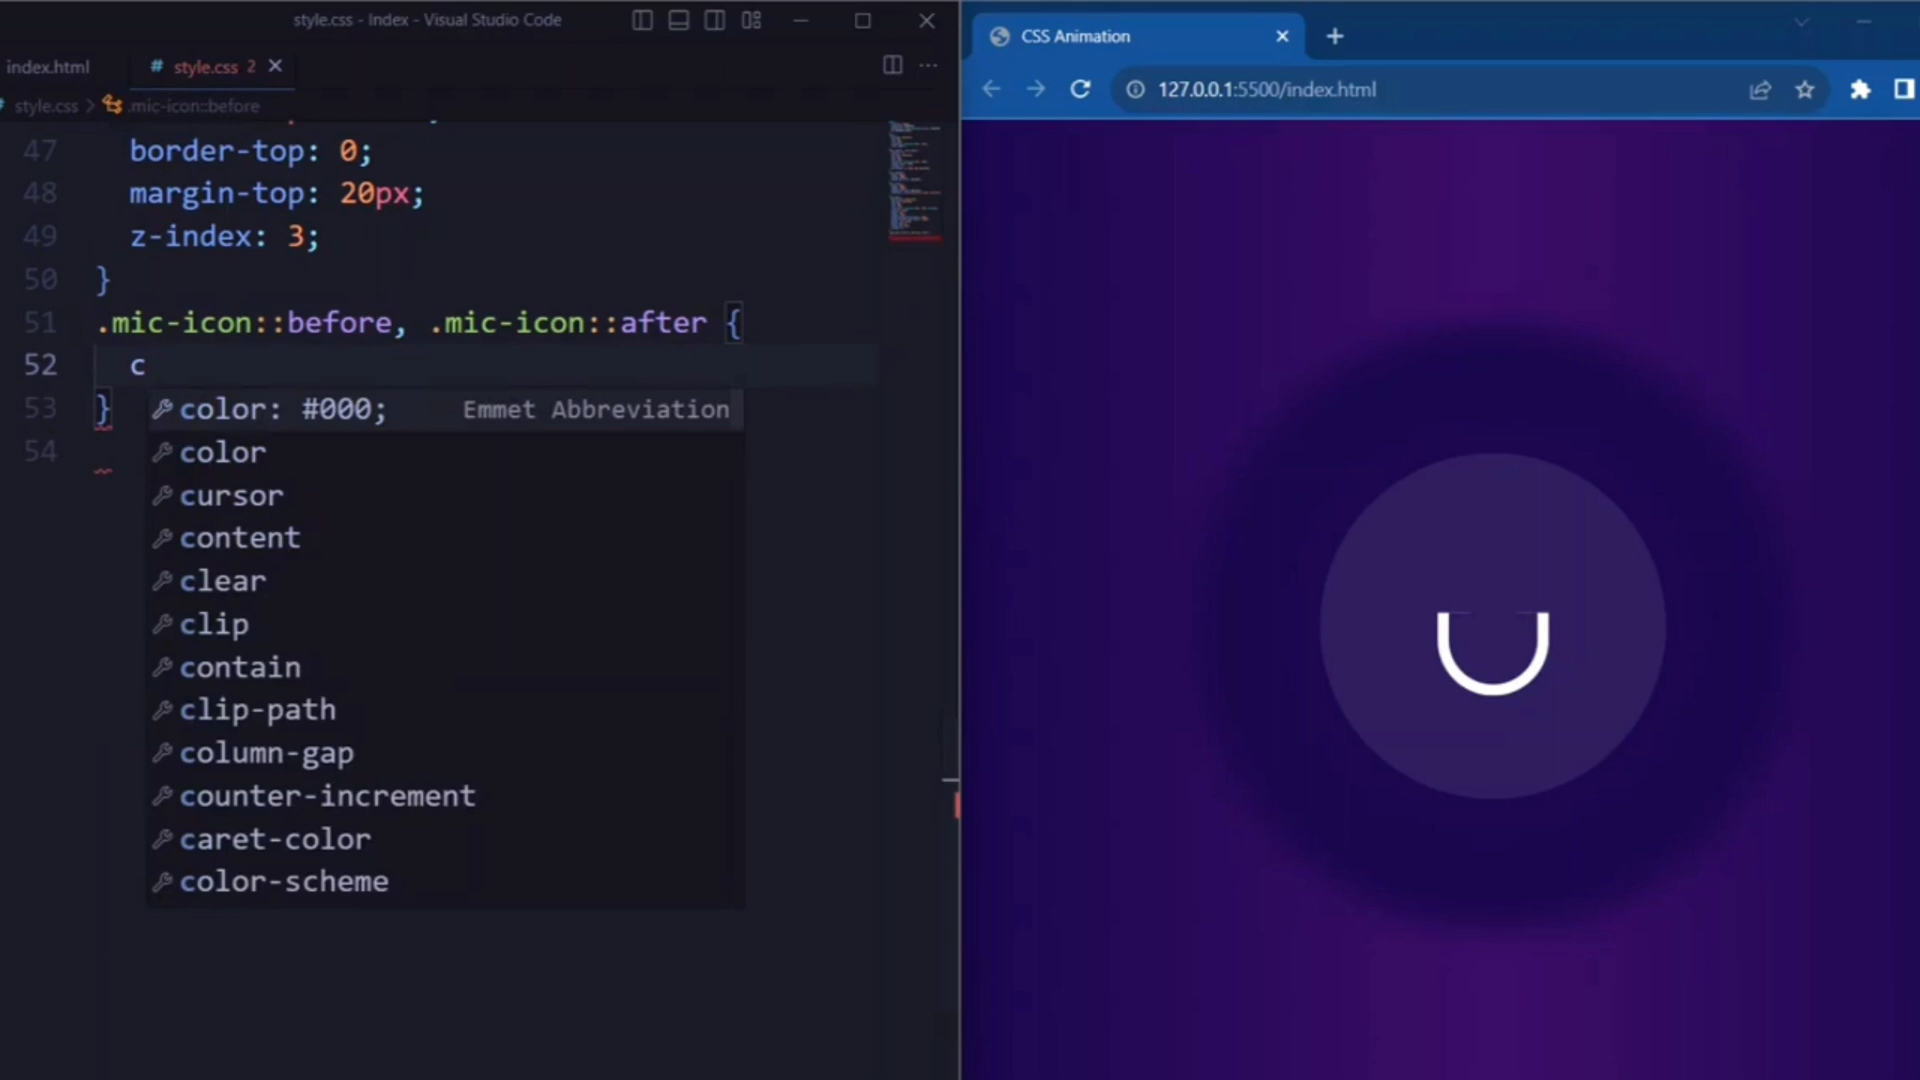 style.css - Index - Visual Studio Code
index.html
# style.css 2
style.css > .mic-icon::before
47 border-top: 0;
48 margin-top: 20px;
49 z-index: 3;
50 }
51 .mic-icon::before, .mic-icon::after {
52 c
53 }
54
color: #000; Emmet Abbreviation
color
cursor
content
clear
clip
contain
clip-path
column-gap
counter-increment
caret-color
color-scheme
CSS Animation
127.0.0.1:5500/index.html